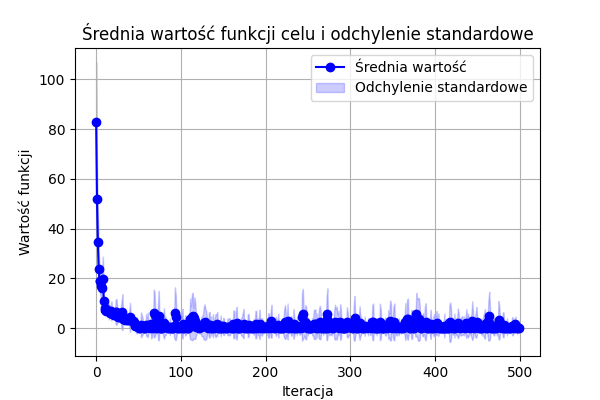 Średnia wartość funkcji celu i odchylenie standardowe
Średnia wartość
Odchylenie standardowe
Wartość funkcji
100
80
60
40
20
0
0 100 200 300 400 500
Iteracja